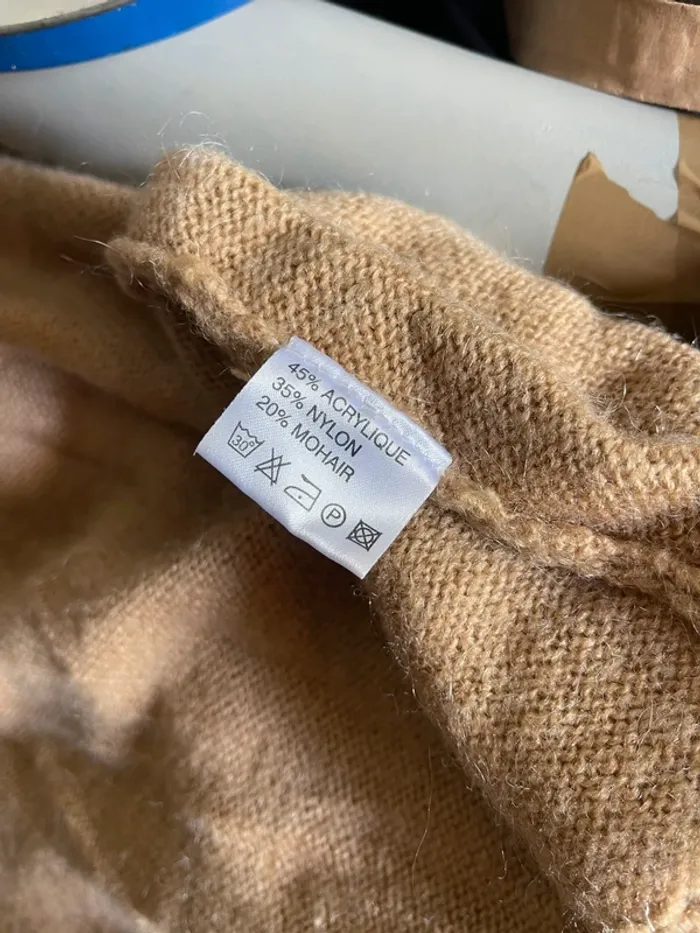 45% ACRYLIQUE
35% NYLON
20% MOHAIR
30° P